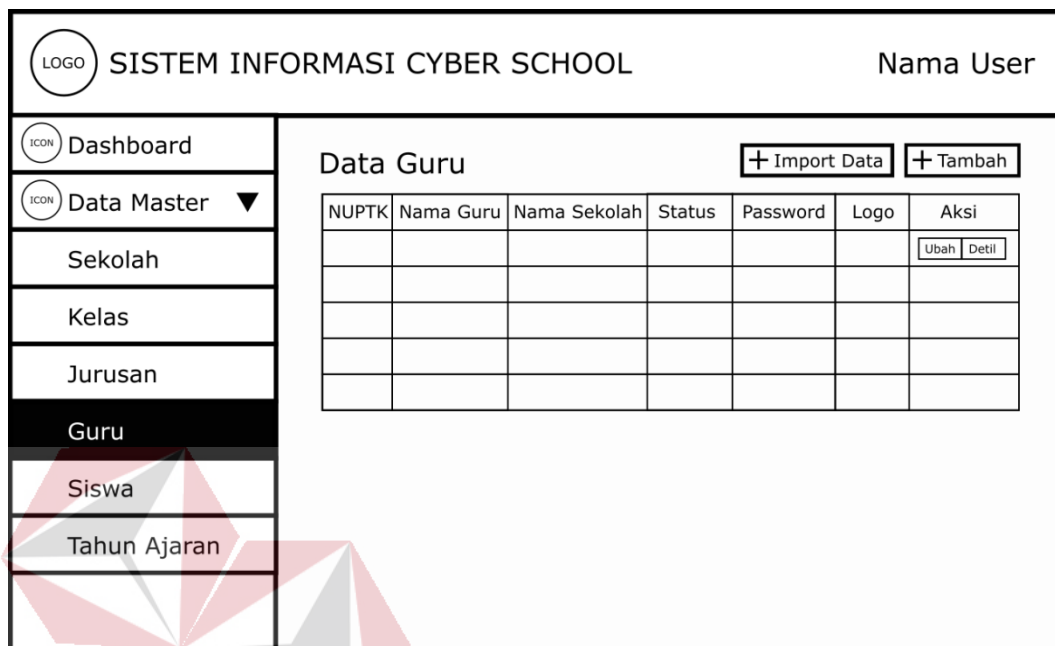 LOGO SISTEM INFORMASI CYBER SCHOOL Nama User
ICON Dashboard
ICON Data Master
Sekolah
Kelas
Jurusan
Guru
Siswa
Tahun Ajaran
Data Guru + Import Data + Tambah
NUPTK Nama Guru Nama Sekolah Status Password Logo Aksi
Ubah Detil